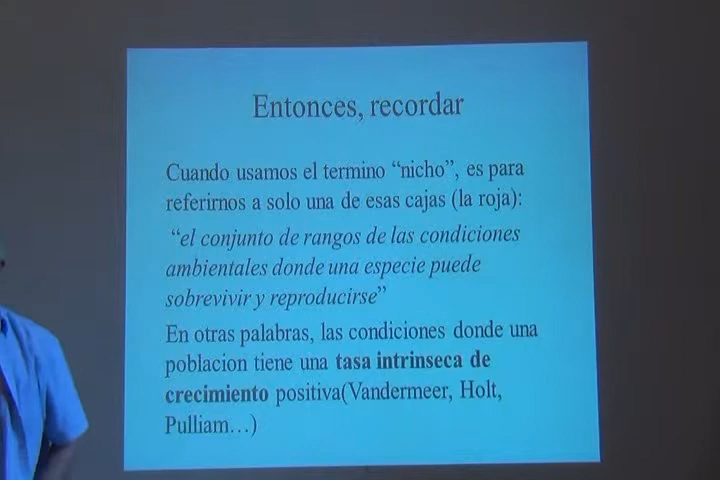 Entonces, recordar
Cuando usamos el termino “nicho”, es para
referirnos a solo una de esas cajas (la roja):
“el conjunto de rangos de las condiciones
ambientales donde una especie puede
sobrevivir y reproducirse”
En otras palabras, las condiciones donde una
poblacion tiene una tasa intrinseca de
crecimiento positiva(Vandermeer, Holt,
Pulliam…)